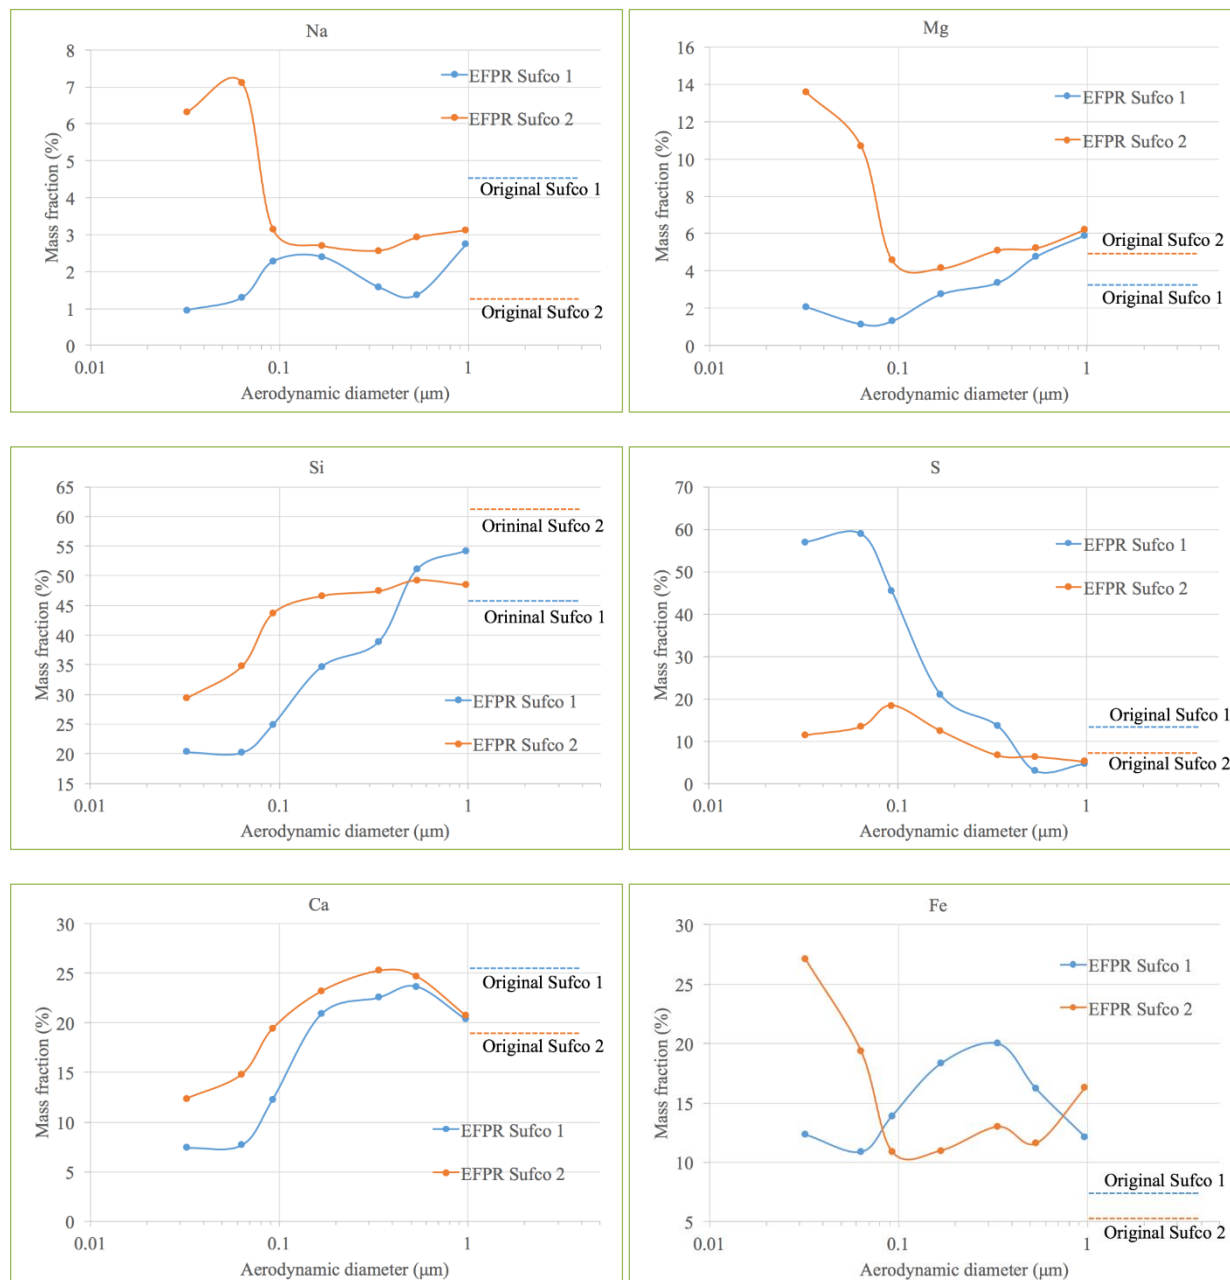 Na
8
7
6
5
4
3
2
1
0
Mass fraction (%)
EFPR Sufco 1
EFPR Sufco 2
Original Sufco 1
Original Sufco 2
0.01
0.1
1
Aerodynamic diameter (μm)
Mg
16
14
12
10
8
6
4
2
0
Mass fraction (%)
EFPR Sufco 1
EFPR Sufco 2
Original Sufco 2
Original Sufco 1
0.01
0.1
1
Aerodynamic diameter (μm)
Si
65
60
55
50
45
40
35
30
25
20
15
Mass fraction (%)
Orininal Sufco 2
Orininal Sufco 1
EFPR Sufco 1
EFPR Sufco 2
0.01
0.1
1
Aerodynamic diameter (μm)
S
70
60
50
40
30
20
10
0
Mass fraction (%)
EFPR Sufco 1
EFPR Sufco 2
Original Sufco 1
Original Sufco 2
0.01
0.1
1
Aerodynamic diameter (μm)
Ca
30
25
20
15
10
5
0
Mass fraction (%)
Original Sufco 1
Original Sufco 2
EFPR Sufco 1
EFPR Sufco 2
0.01
0.1
1
Aerodynamic diameter (μm)
Fe
30
25
20
15
10
5
Mass fraction (%)
EFPR Sufco 1
EFPR Sufco 2
Original Sufco 1
Original Sufco 2
0.01
0.1
1
Aerodynamic diameter (μm)